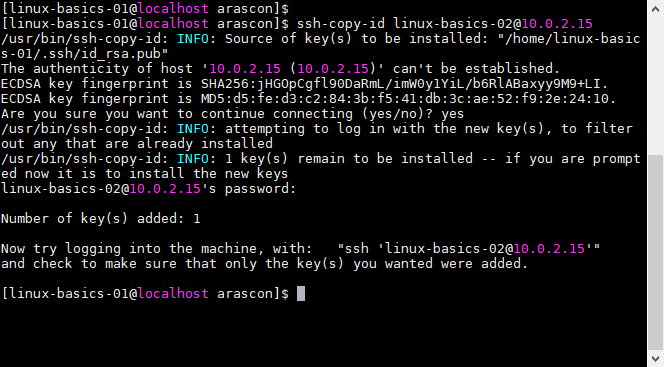 [linux-basics-01@localhost arascon]$
[linux-basics-01@localhost arascon]$ ssh-copy-id linux-basics-02@10.0.2.15
/usr/bin/ssh-copy-id: INFO: Source of key(s) to be installed: "/home/linux-basic
s-01/.ssh/id_rsa.pub"
The authenticity of host '10.0.2.15 (10.0.2.15)' can't be established.
ECDSA key fingerprint is SHA256:jHGOpCgfl90DaRmL/imW0y1YiL/b6RlABaxyy9M9+LI.
ECDSA key fingerprint is MD5:d5:fe:d3:c2:84:3b:f5:41:db:3c:ae:52:f9:2e:24:10.
Are you sure you want to continue connecting (yes/no)? yes
/usr/bin/ssh-copy-id: INFO: attempting to log in with the new key(s), to filter
out any that are already installed
/usr/bin/ssh-copy-id: INFO: 1 key(s) remain to be installed -- if you are prompt
ed now it is to install the new keys
linux-basics-02@10.0.2.15's password:
Number of key(s) added: 1
Now try logging into the machine, with:   "ssh 'linux-basics-02@10.0.2.15'"
and check to make sure that only the key(s) you wanted were added.
[linux-basics-01@localhost arascon]$